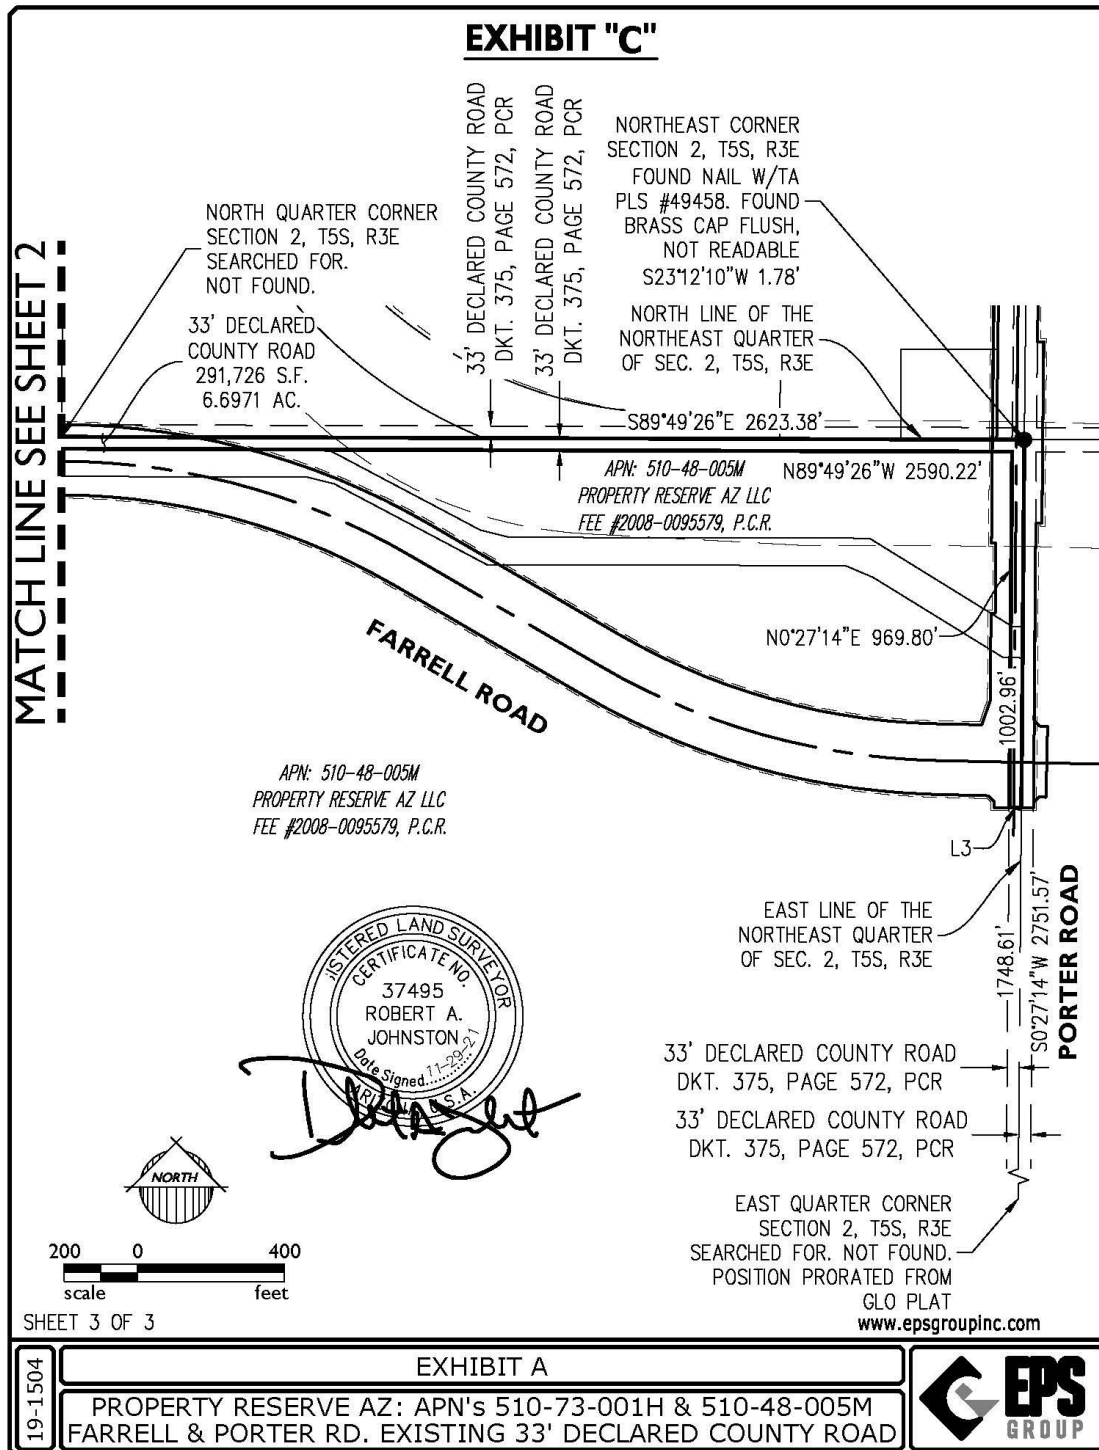 EXHIBIT "C"
33' DECLARED COUNTY ROAD
DKT. 375, PAGE 572, PCR
33' DECLARED COUNTY ROAD
DKT. 375, PAGE 572, PCR
NORTHEAST CORNER
SECTION 2, T5S, R3E
FOUND NAIL W/TA
PLS #49458. FOUND
BRASS CAP FLUSH,
NOT READABLE
S23°12'10"W 1.78'
NORTH QUARTER CORNER
SECTION 2, T5S, R3E
SEARCHED FOR.
NOT FOUND.
MATCH LINE SEE SHEET 2
33' DECLARED
COUNTY ROAD
291,726 S.F.
6.6971 AC.
NORTH LINE OF THE
NORTHEAST QUARTER
OF SEC. 2, T5S, R3E
S89°49'26"E 2623.38'
APN: 510-48-005M
PROPERTY RESERVE AZ LLC
FEE #2008-0095579, P.C.R.
N89°49'26"W 2590.22'
N0°27'14"E 969.80'
1002.96'
FARRELL ROAD
APN: 510-48-005M
PROPERTY RESERVE AZ LLC
FEE #2008-0095579, P.C.R.
L3
EAST LINE OF THE
NORTHEAST QUARTER
OF SEC. 2, T5S, R3E
1748.61'
S0°27'14"W 2751.57'
PORTER ROAD
ISTERED LAND SURVEYOR
CERTIFICATE NO.
37495
ROBERT A.
JOHNSTON
Date Signed 11-29-21
ARIZONA U.S.A.
33' DECLARED COUNTY ROAD
DKT. 375, PAGE 572, PCR
33' DECLARED COUNTY ROAD
DKT. 375, PAGE 572, PCR
EAST QUARTER CORNER
SECTION 2, T5S, R3E
SEARCHED FOR. NOT FOUND.
POSITION PRORATED FROM
GLO PLAT
NORTH
200 0 400
scale feet
SHEET 3 OF 3
www.epsgroupinc.com
19-1504
EXHIBIT A
PROPERTY RESERVE AZ: APN's 510-73-001H & 510-48-005M
FARRELL & PORTER RD. EXISTING 33' DECLARED COUNTY ROAD
EPS
GROUP